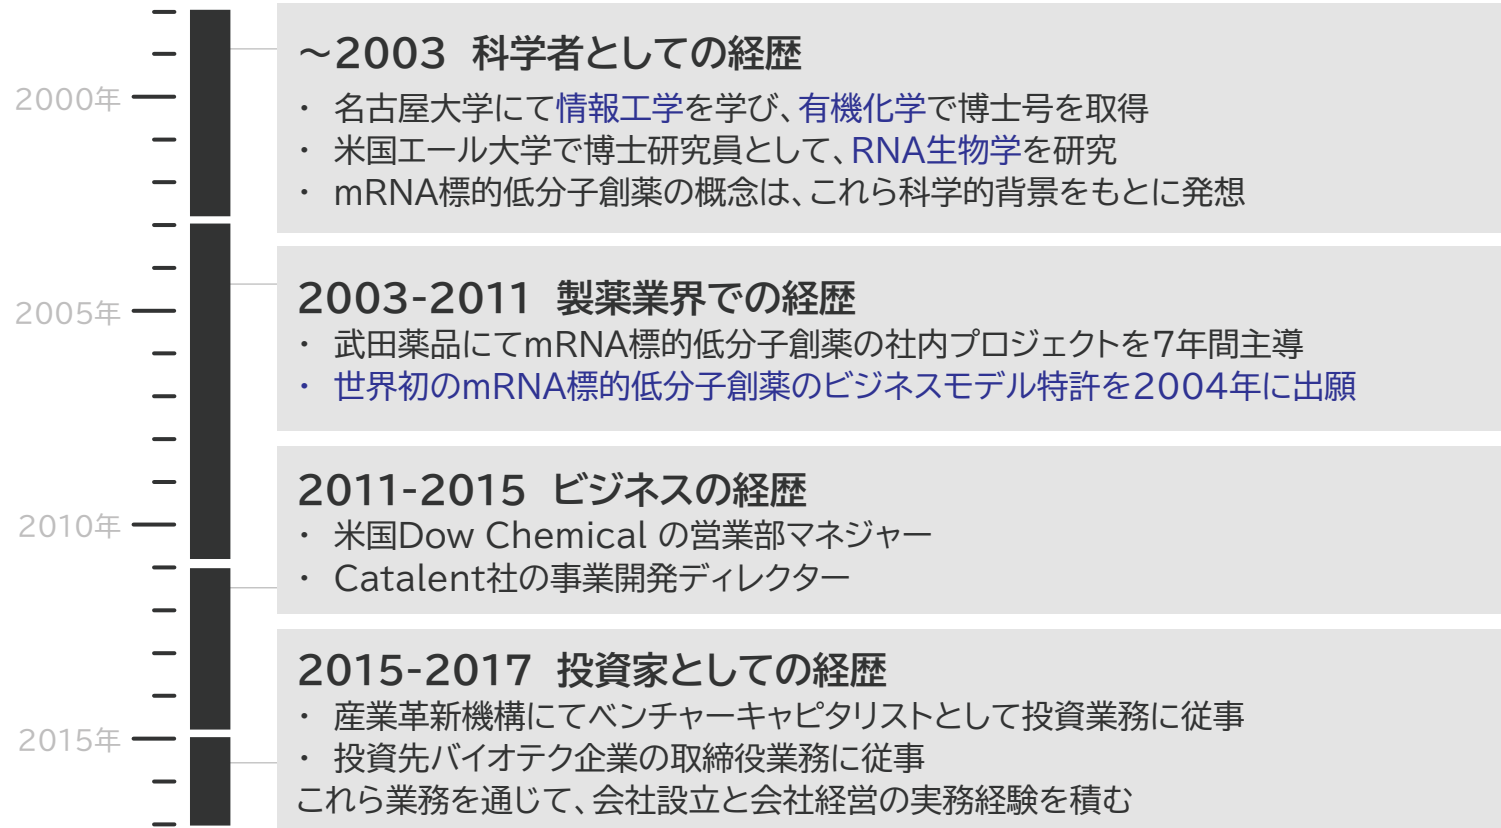 ～2003 科学者としての経歴
2000年
・ 名古屋大学にて情報工学を学び、有機化学で博士号を取得
・ 米国エール大学で博士研究員として、RNA生物学を研究
・ mRNA標的低分子創薬の概念は、これら科学的背景をもとに発想
2003-2011 製薬業界での経歴
2005年
・ 武田薬品にてmRNA標的低分子創薬の社内プロジェクトを7年間主導
・ 世界初のmRNA標的低分子創薬のビジネスモデル特許を2004年に出願
2011-2015 ビジネスの経歴
2010年
・ 米国Dow Chemical の営業部マネジャー
・ Catalent社の事業開発ディレクター
2015-2017 投資家としての経歴
・ 産業革新機構にてベンチャーキャピタリストとして投資業務に従事
2015年
・ 投資先バイオテク企業の取締役業務に従事
これら業務を通じて、会社設立と会社経営の実務経験を積む